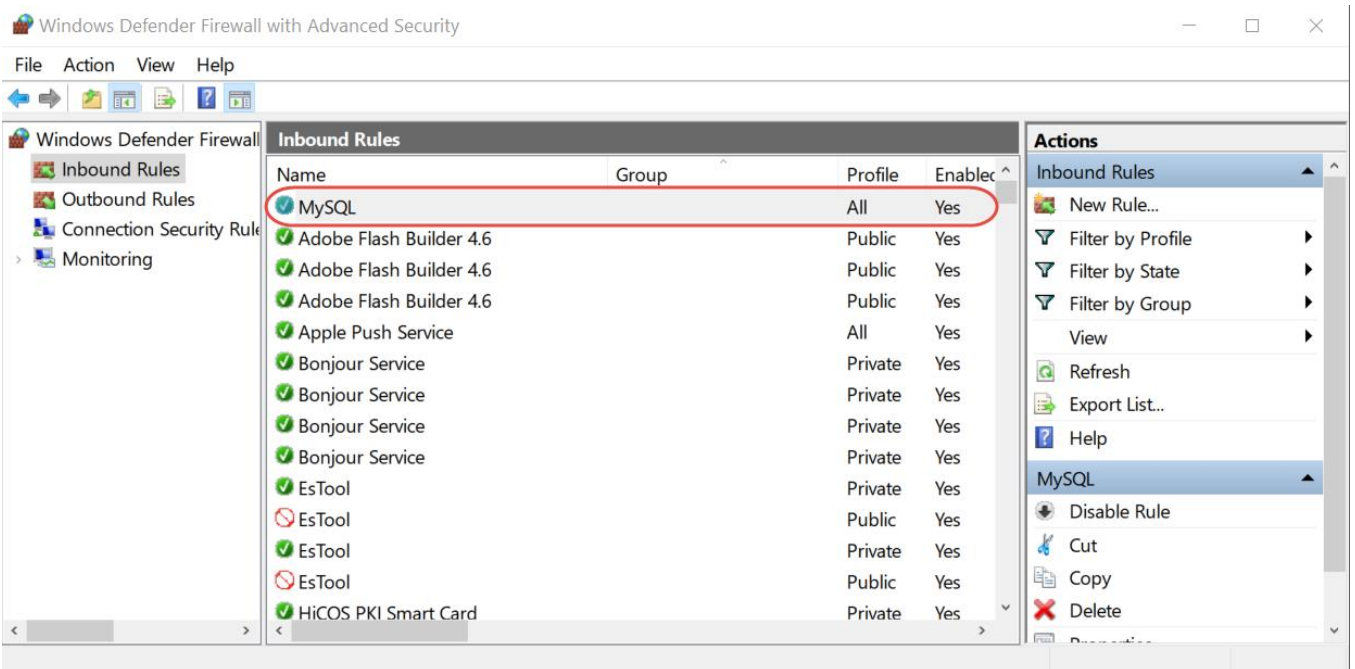 Windows Defender Firewall with Advanced Security
File Action View Help
Windows Defender Firewall
Inbound Rules
Outbound Rules
Connection Security Rule
Monitoring
Inbound Rules
Name Group Profile Enabled
MySQL All Yes
Adobe Flash Builder 4.6 Public Yes
Adobe Flash Builder 4.6 Public Yes
Adobe Flash Builder 4.6 Public Yes
Apple Push Service All Yes
Bonjour Service Private Yes
Bonjour Service Private Yes
Bonjour Service Private Yes
Bonjour Service Private Yes
EsTool Private Yes
EsTool Public Yes
EsTool Private Yes
EsTool Public Yes
HiCOS PKI Smart Card Private Yes
Actions
Inbound Rules
New Rule...
Filter by Profile
Filter by State
Filter by Group
View
Refresh
Export List...
Help
MySQL
Disable Rule
Cut
Copy
Delete